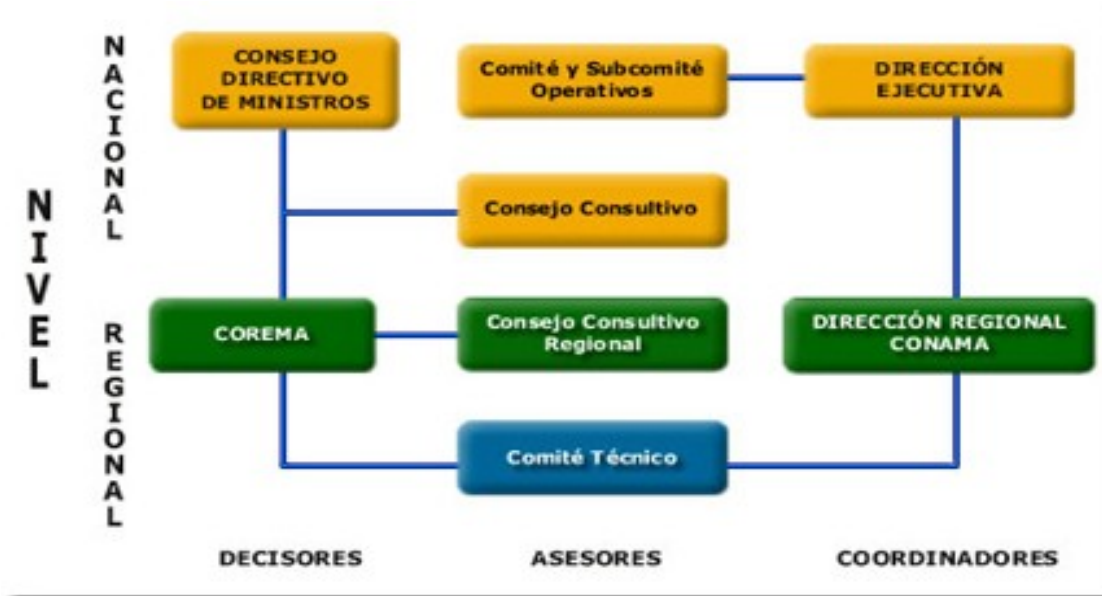 NIVEL
NACIONAL
CONSEJO
DIRECTIVO
DE MINISTROS
Comité y Subcomité
Operativos
DIRECCIÓN
EJECUTIVA
Consejo Consultivo
REGIONAL
COREMA
Consejo Consultivo
Regional
DIRECCIÓN REGIONAL
CONAMA
Comité Técnico
DECISORES
ASESORES
COORDINADORES